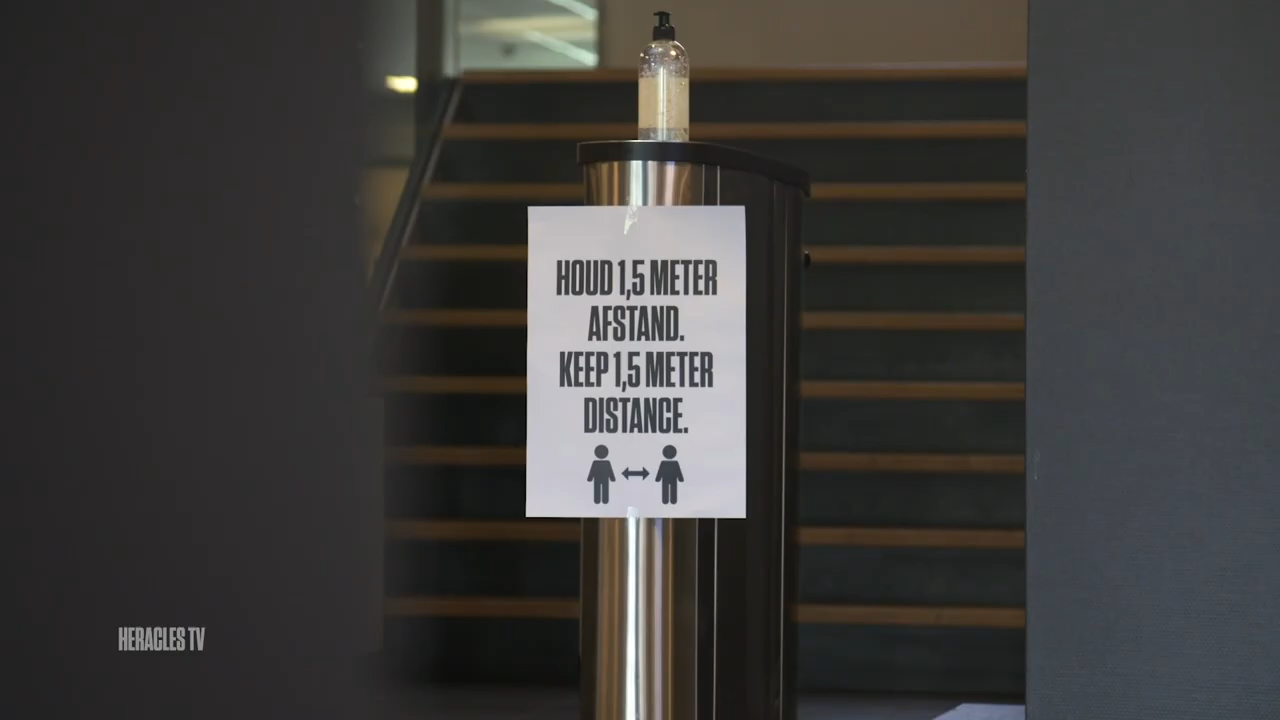 HOUD 1,5 METER
AFSTAND.
KEEP 1,5 METER
DISTANCE.
HERACLES TV